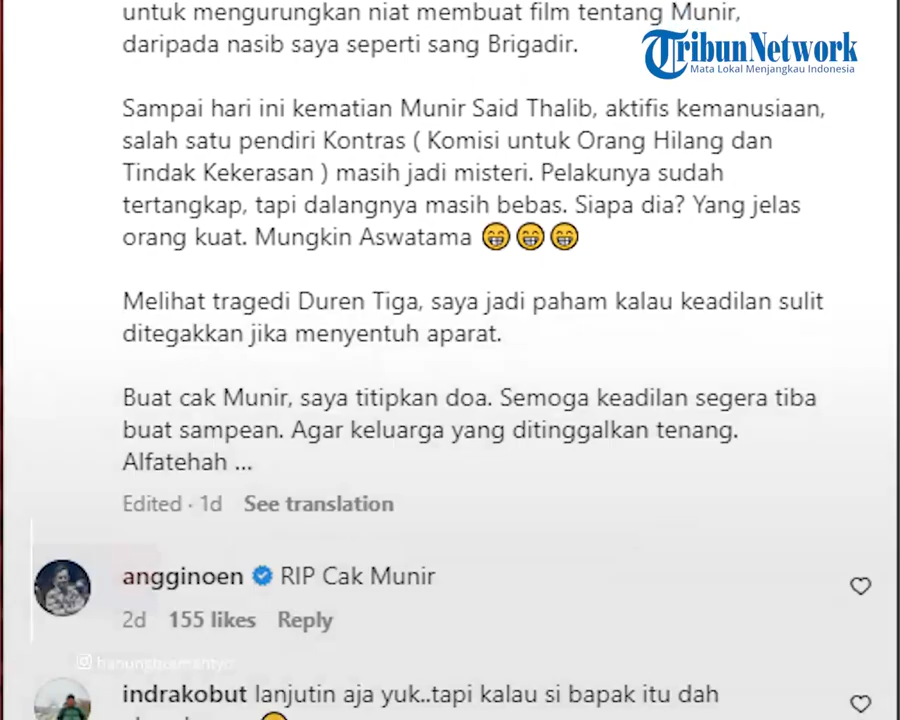 untuk mengurungkan niat membuat film tentang Munir,
daripada nasib saya seperti sang Brigadir.
TribunNetwork
Mata Lokal Menjangkau Indonesia
Sampai hari ini kematian Munir Said Thalib, aktifis kemanusiaan,
salah satu pendiri Kontras ( Komisi untuk Orang Hilang dan
Tindak Kekerasan ) masih jadi misteri. Pelakunya sudah
tertangkap, tapi dalangnya masih bebas. Siapa dia? Yang jelas
orang kuat. Mungkin Aswatama 😁😁😁
Melihat tragedi Duren Tiga, saya jadi paham kalau keadilan sulit
ditegakkan jika menyentuh aparat.
Buat cak Munir, saya titipkan doa. Semoga keadilan segera tiba
buat sampean. Agar keluarga yang ditinggalkan tenang.
Alfatehah ...
Edited · 1d See translation
angginoen RIP Cak Munir
2d 155 likes Reply
indrakobut lanjutin aja yuk..tapi kalau si bapak itu dah